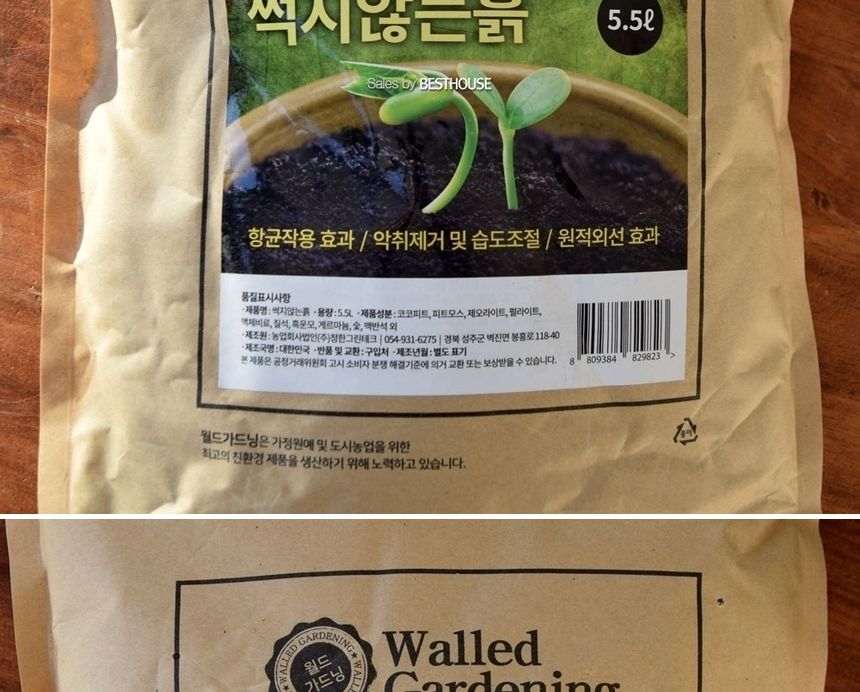 썩지않는흙
5.5ℓ
Sales by BESTHOUSE
항균작용 효과 / 악취제거 및 습도조절 / 원적외선 효과
품질표시사항
·제품명 : 썩지않는흙 ·용량 : 5.5L ·제품성분 : 코코피트, 피트모스, 제오라이트, 펄라이트,
액체비료, 질석, 흑운모, 게르마늄, 숯, 맥반석 외
·제조원 : 농업회사법인(주)정한그린테크 | 054-931-6275 | 경북 성주군 벽진면 봉홍로 118-40
·제조국명 : 대한민국 ·반품 및 교환 : 구입처 ·제조년월 : 별도 표기
본 제품은 공정거래위원회 고시 소비자 분쟁 해결기준에 의거 교환 또는 보상받을 수 있습니다.
8 809384 829823 >
월드가드닝은 가정원예 및 도시농업을 위한
최고의 친환경 제품을 생산하기 위해 노력하고 있습니다.
종이
WALLED GARDENING
월드
가드닝
Walled
Gardening